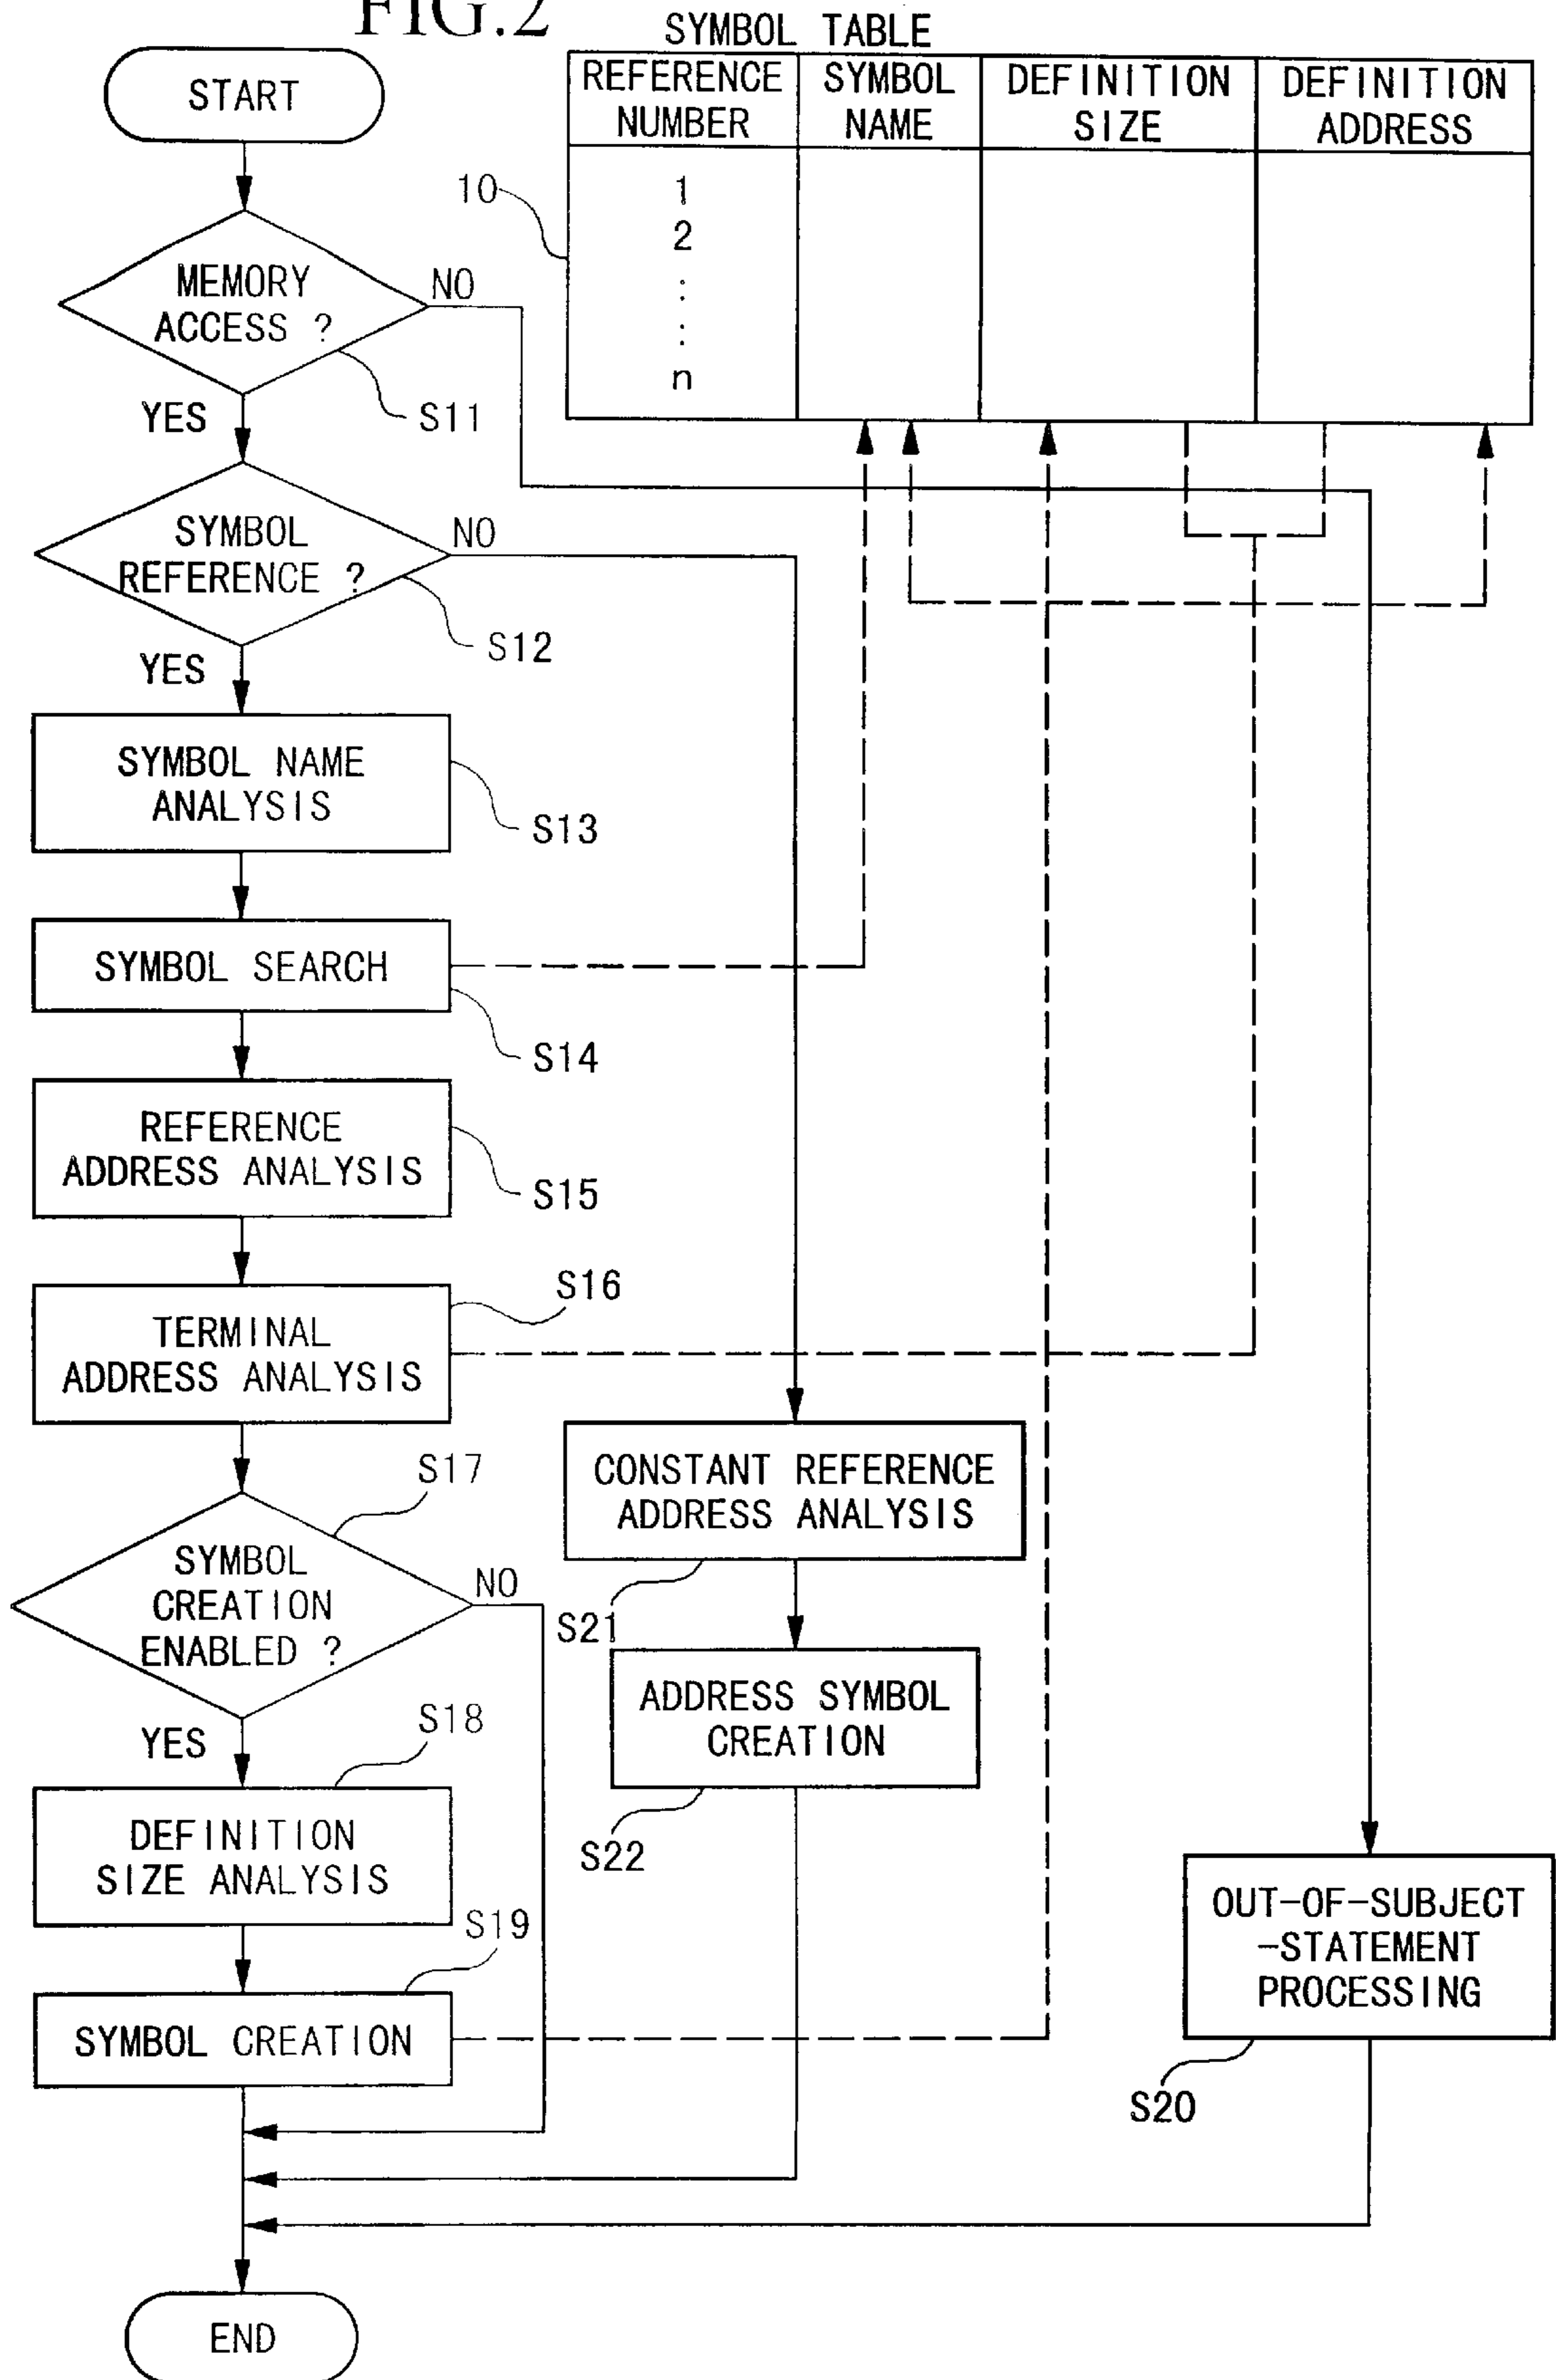 FIG.2
SYMBOL TABLE
REFERENCE NUMBER
SYMBOL NAME
DEFINITION SIZE
DEFINITION ADDRESS
10
1
2
:
:
n
START
MEMORY
ACCESS ?
NO
YES
S11
SYMBOL
REFERENCE ?
NO
YES
S12
SYMBOL NAME
ANALYSIS
S13
SYMBOL SEARCH
S14
REFERENCE
ADDRESS ANALYSIS
S15
TERMINAL
ADDRESS ANALYSIS
S16
SYMBOL
CREATION
ENABLED ?
S17
NO
YES
DEFINITION
SIZE ANALYSIS
S18
SYMBOL CREATION
S19
CONSTANT REFERENCE
ADDRESS ANALYSIS
S21
ADDRESS SYMBOL
CREATION
S22
OUT-OF-SUBJECT
-STATEMENT
PROCESSING
S20
END